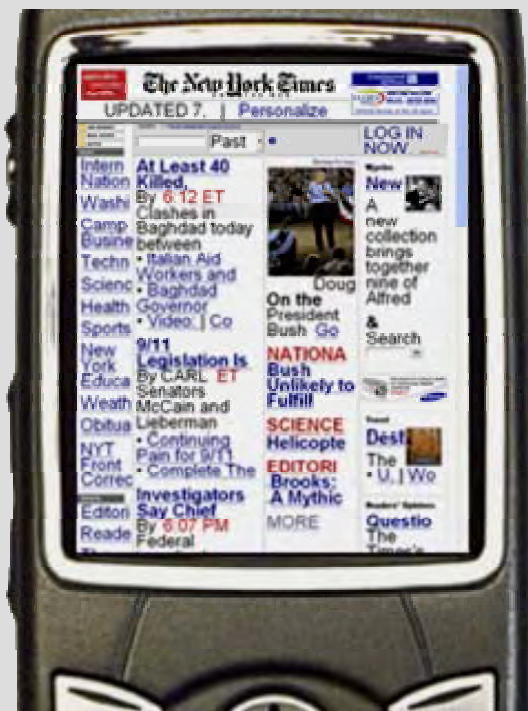 The New York Times
UPDATED 7, | Personalize
Past
LOG IN
NOW
Intern
Nation
Washi
Camp
Busine
Techn
Scienc
Health
Sports
New
York
Educa
Weath
Obitua
NYT
Front
Correc
Editori
Reade
At Least 40
Killed,
By 6:12 ET
Clashes in
Baghdad today
between
• Italian Aid
Workers and
• Baghdad
Governor
• Video: | Co
9/11
Legislation Is
By CARL ET
Senators
McCain and
Lieberman
• Continuing
Pain for 9/11
• Complete The
Investigators
Say Chief
By 6:07 PM
Federal
Doug
On the
President
Bush Go
NATIONA
Bush
Unlikely to
Fulfill
SCIENCE
Helicopte
EDITORI
Brooks:
A Mythic
MORE
New
A
new
collection
brings
together
nine of
Alfred
&
Search
Travel
Dest
The
• U. | Wo
Readers' Opinions
Questio
The
Times's